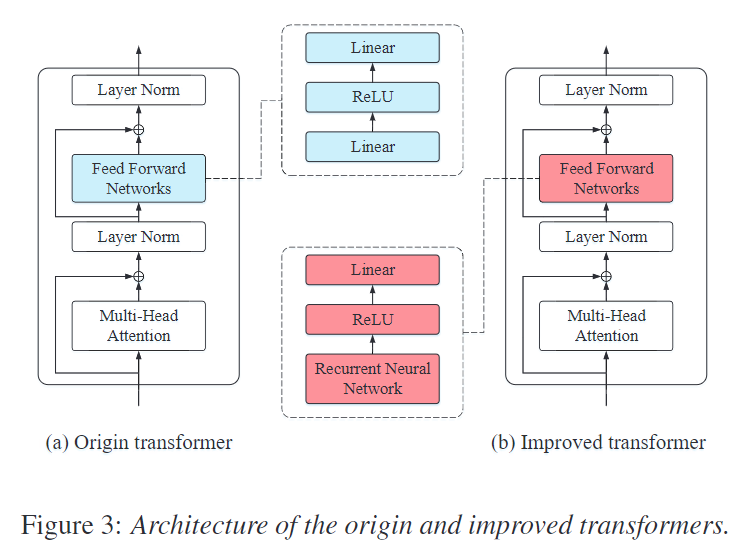 Layer Norm
Feed Forward
Networks
Layer Norm
Multi-Head
Attention
(a) Origin transformer
Linear
ReLU
Linear
Linear
ReLU
Recurrent Neural
Network
Layer Norm
Feed Forward
Networks
Layer Norm
Multi-Head
Attention
(b) Improved transformer
Figure 3: Architecture of the origin and improved transformers.